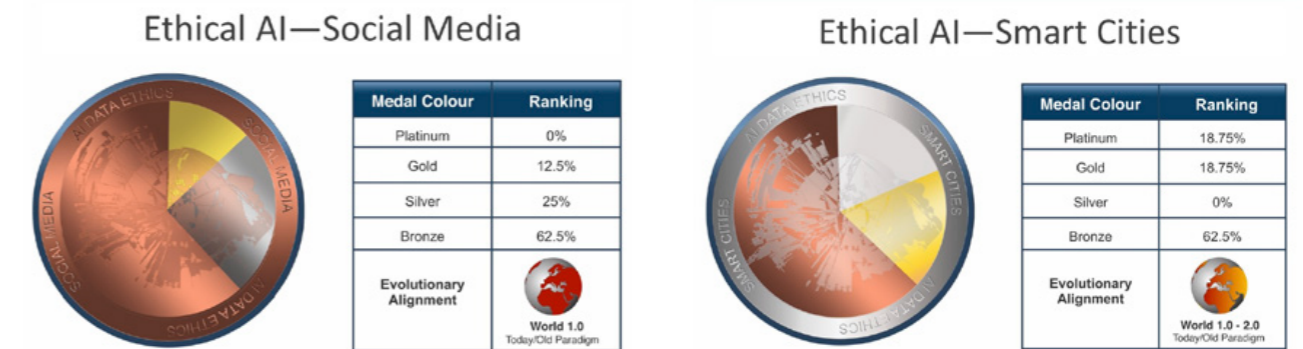 Ethical AI—Social Media
AI DATA ETHICS
SOCIAL MEDIA
AI DATA ETHICS
SOCIAL MEDIA
Medal Colour Ranking
Platinum 0%
Gold 12.5%
Silver 25%
Bronze 62.5%
Evolutionary
Alignment
World 1.0
Today/Old Paradigm
Ethical AI—Smart Cities
AI DATA ETHICS
SMART CITIES
AI DATA ETHICS
SMART CITIES
Medal Colour Ranking
Platinum 18.75%
Gold 18.75%
Silver 0%
Bronze 62.5%
Evolutionary
Alignment
World 1.0 - 2.0
Today/Old Paradigm